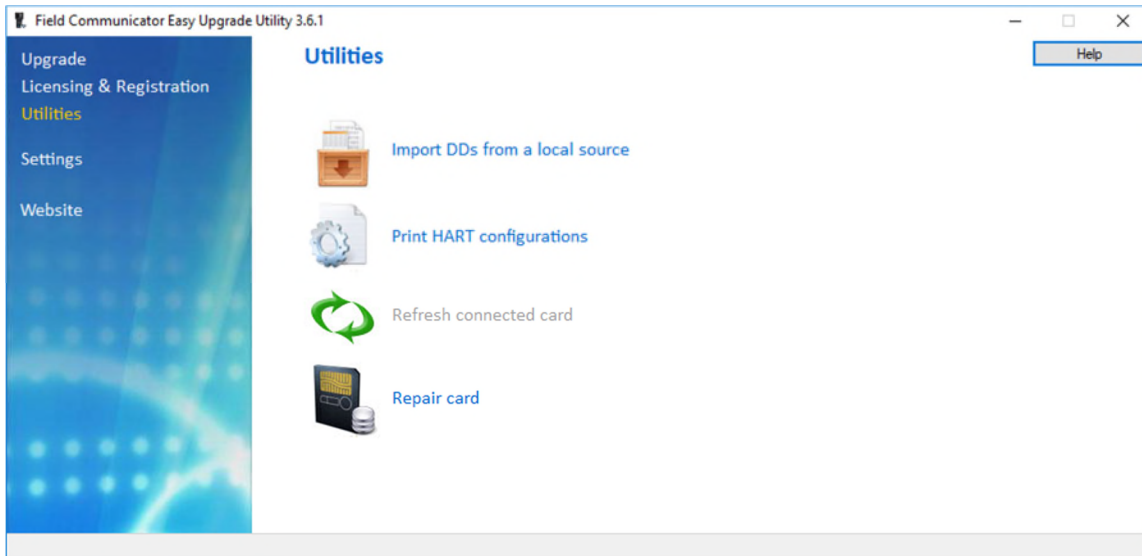 Field Communicator Easy Upgrade Utility 3.6.1
Upgrade
Licensing & Registration
Utilities
Settings
Website
Utilities
Help
Import DDs from a local source
Print HART configurations
Refresh connected card
Repair card